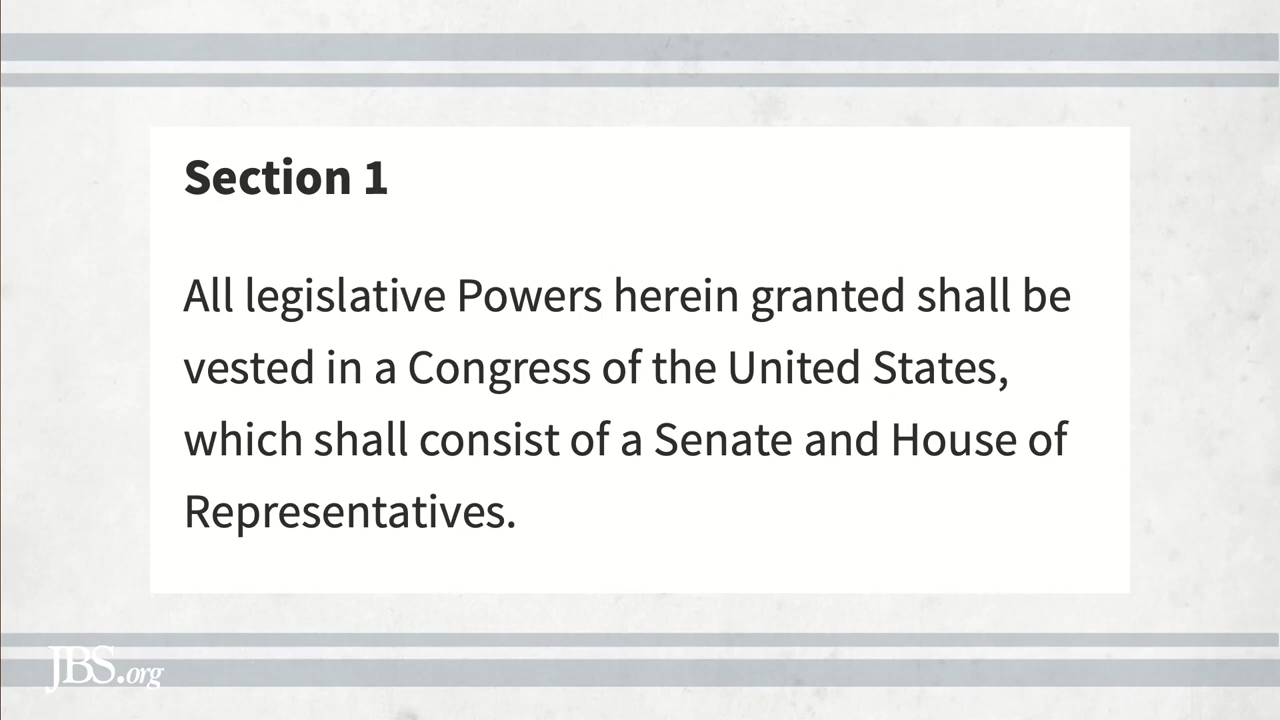 Section 1
All legislative Powers herein granted shall be
vested in a Congress of the United States,
which shall consist of a Senate and House of
Representatives.
JBS.org